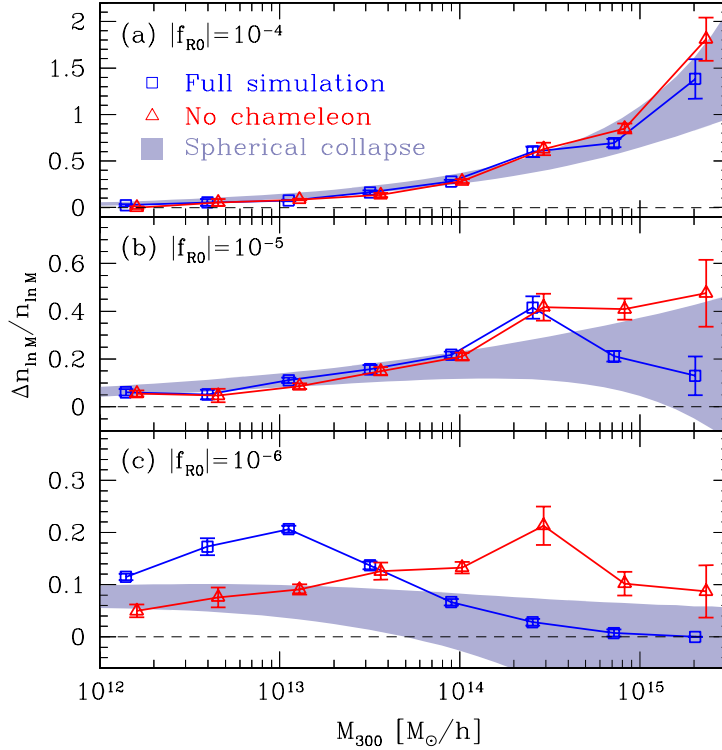 (a) |f_R0|=10^-4
Full simulation
No chameleon
Spherical collapse
2
1.5
1
0.5
0
(b) |f_R0|=10^-5
0.6
0.4
0.2
0
Δn_ln M/n_ln M
(c) |f_R0|=10^-6
0.3
0.2
0.1
0
10^12 10^13 10^14 10^15
M_300 [M_⊙/h]